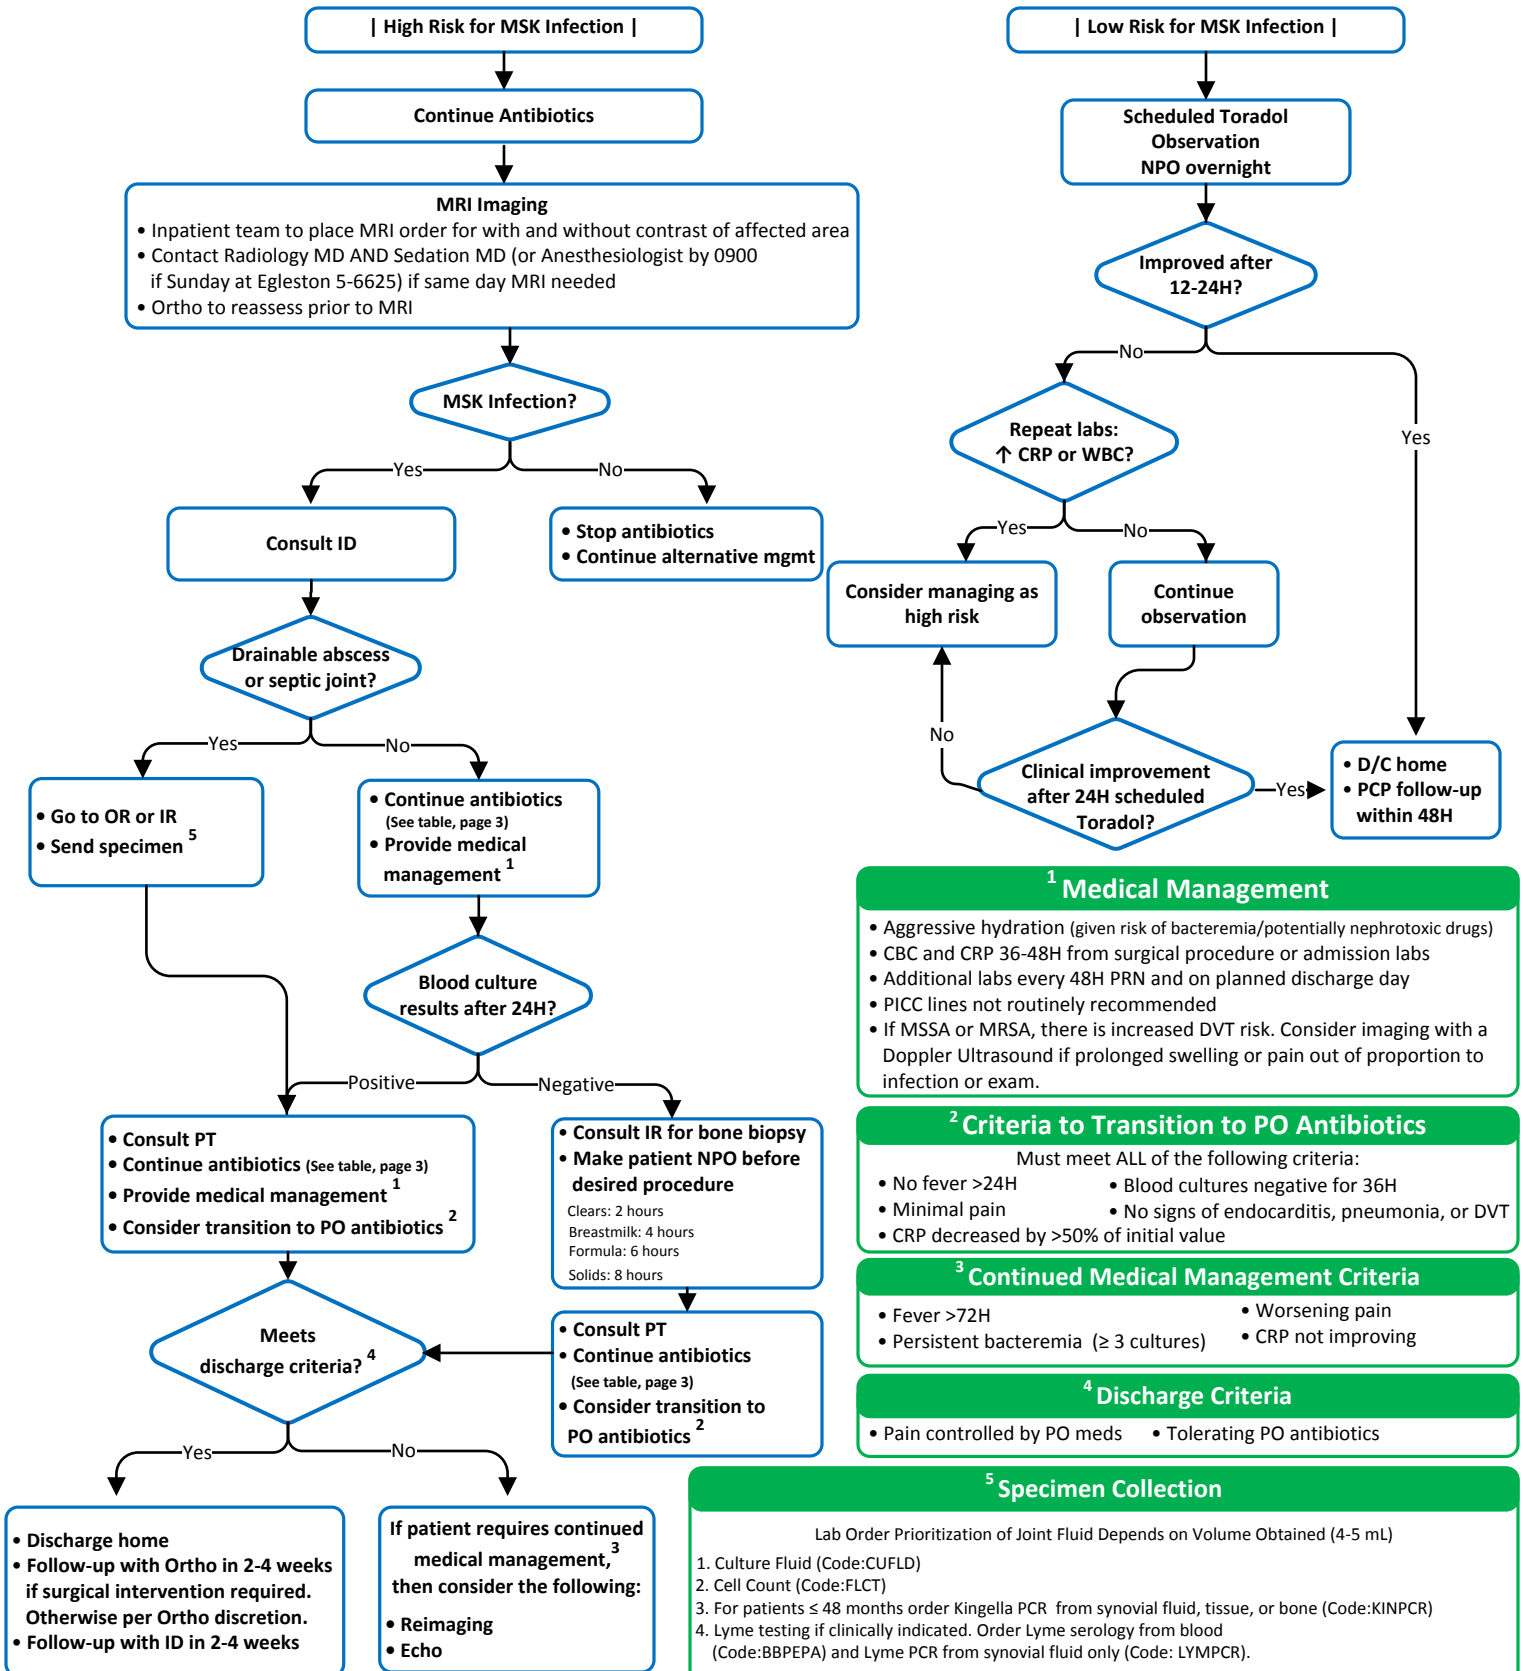 | High Risk for MSK Infection |
Continue Antibiotics
MRI Imaging
• Inpatient team to place MRI order for with and without contrast of affected area
• Contact Radiology MD AND Sedation MD (or Anesthesiologist by 0900
if Sunday at Egleston 5-6625) if same day MRI needed
• Ortho to reassess prior to MRI
MSK Infection?
Yes
No
Consult ID
• Stop antibiotics
• Continue alternative mgmt
Drainable abscess
or septic joint?
Yes
No
• Go to OR or IR
• Send specimen 5
• Continue antibiotics
(See table, page 3)
• Provide medical
management 1
Blood culture
results after 24H?
Positive
Negative
• Consult PT
• Continue antibiotics (See table, page 3)
• Provide medical management 1
• Consider transition to PO antibiotics 2
• Consult IR for bone biopsy
• Make patient NPO before
desired procedure
Clears: 2 hours
Breastmilk: 4 hours
Formula: 6 hours
Solids: 8 hours
• Consult PT
• Continue antibiotics
(See table, page 3)
• Consider transition to
PO antibiotics 2
Meets
discharge criteria? 4
Yes
No
• Discharge home
• Follow-up with Ortho in 2-4 weeks
if surgical intervention required.
Otherwise per Ortho discretion.
• Follow-up with ID in 2-4 weeks
If patient requires continued
medical management, 3
then consider the following:
• Reimaging
• Echo
| Low Risk for MSK Infection |
Scheduled Toradol
Observation
NPO overnight
Improved after
12-24H?
No
Yes
Repeat labs:
↑ CRP or WBC?
Yes
No
Consider managing as
high risk
Continue
observation
No
Clinical improvement
after 24H scheduled
Toradol?
Yes
• D/C home
• PCP follow-up
within 48H
1 Medical Management
• Aggressive hydration (given risk of bacteremia/potentially nephrotoxic drugs)
• CBC and CRP 36-48H from surgical procedure or admission labs
• Additional labs every 48H PRN and on planned discharge day
• PICC lines not routinely recommended
• If MSSA or MRSA, there is increased DVT risk. Consider imaging with a
Doppler Ultrasound if prolonged swelling or pain out of proportion to
infection or exam.
2 Criteria to Transition to PO Antibiotics
Must meet ALL of the following criteria:
• No fever >24H
• Blood cultures negative for 36H
• Minimal pain
• No signs of endocarditis, pneumonia, or DVT
• CRP decreased by >50% of initial value
3 Continued Medical Management Criteria
• Fever >72H
• Worsening pain
• Persistent bacteremia (≥ 3 cultures)
• CRP not improving
4 Discharge Criteria
• Pain controlled by PO meds • Tolerating PO antibiotics
5 Specimen Collection
Lab Order Prioritization of Joint Fluid Depends on Volume Obtained (4-5 mL)
1. Culture Fluid (Code:CUFLD)
2. Cell Count (Code:FLCT)
3. For patients ≤ 48 months order Kingella PCR from synovial fluid, tissue, or bone (Code:KINPCR)
4. Lyme testing if clinically indicated. Order Lyme serology from blood
(Code:BBPEPA) and Lyme PCR from synovial fluid only (Code: LYMPCR).